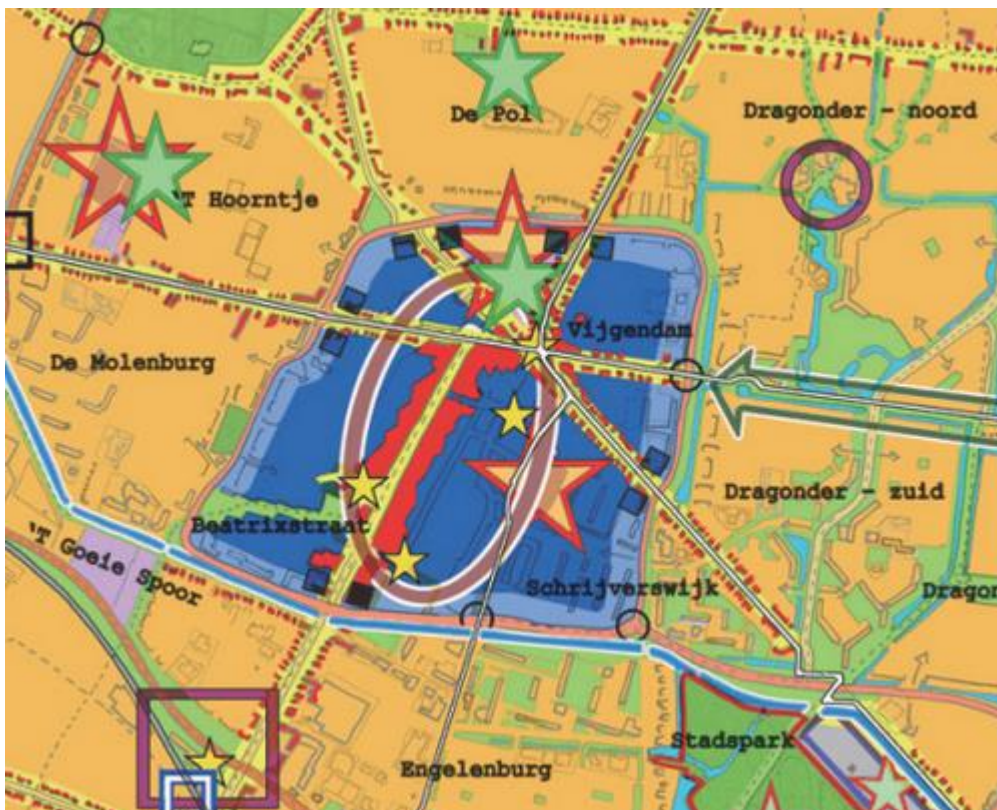 De Pol
Dragonder - noord
'T Hoorntje
Vijgendam
De Molenburg
Dragonder - zuid
Beatrixstraat
'T Goeie Spoor
Schrijverswijk
Dragon
Stadspark
Engelenburg